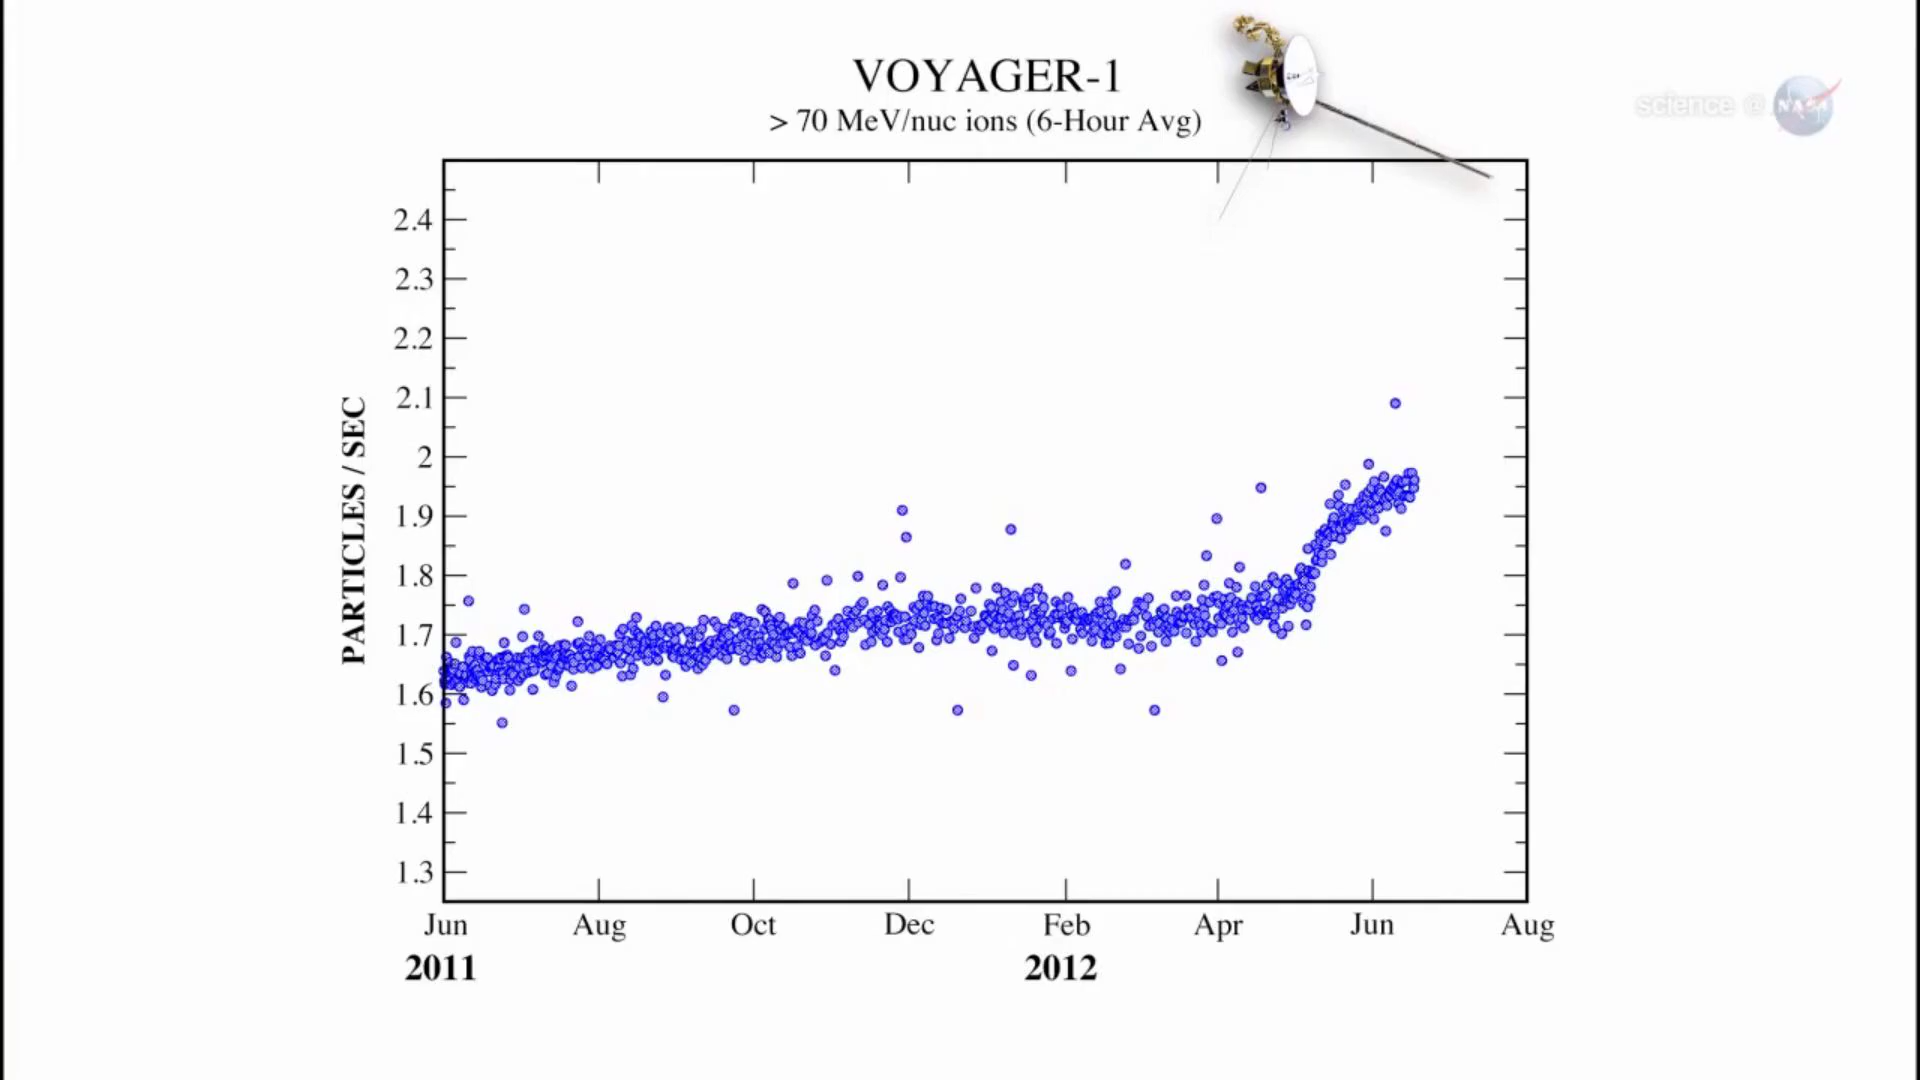 VOYAGER-1
> 70 MeV/nuc ions (6-Hour Avg)
science @ NASA
PARTICLES / SEC
2.4
2.3
2.2
2.1
2
1.9
1.8
1.7
1.6
1.5
1.4
1.3
Jun Aug Oct Dec Feb Apr Jun Aug
2011 2012